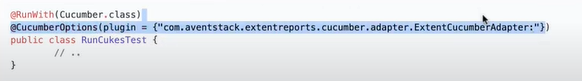 @RunWith(Cucumber.class)
@CucumberOptions(plugin = {"com.aventstack.extentreports.cucumber.adapter.ExtentCucumberAdapter:"})
public class RunCukesTest {
// ..
}